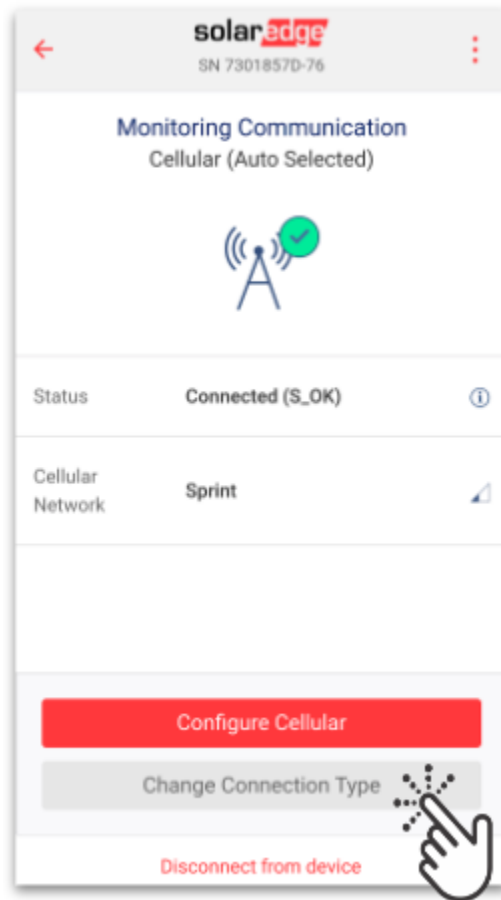 solaredge
SN 7301857D-76
Monitoring Communication
Cellular (Auto Selected)
Status Connected (S_OK)
Cellular
Network
Sprint
Configure Cellular
Change Connection Type
Disconnect from device